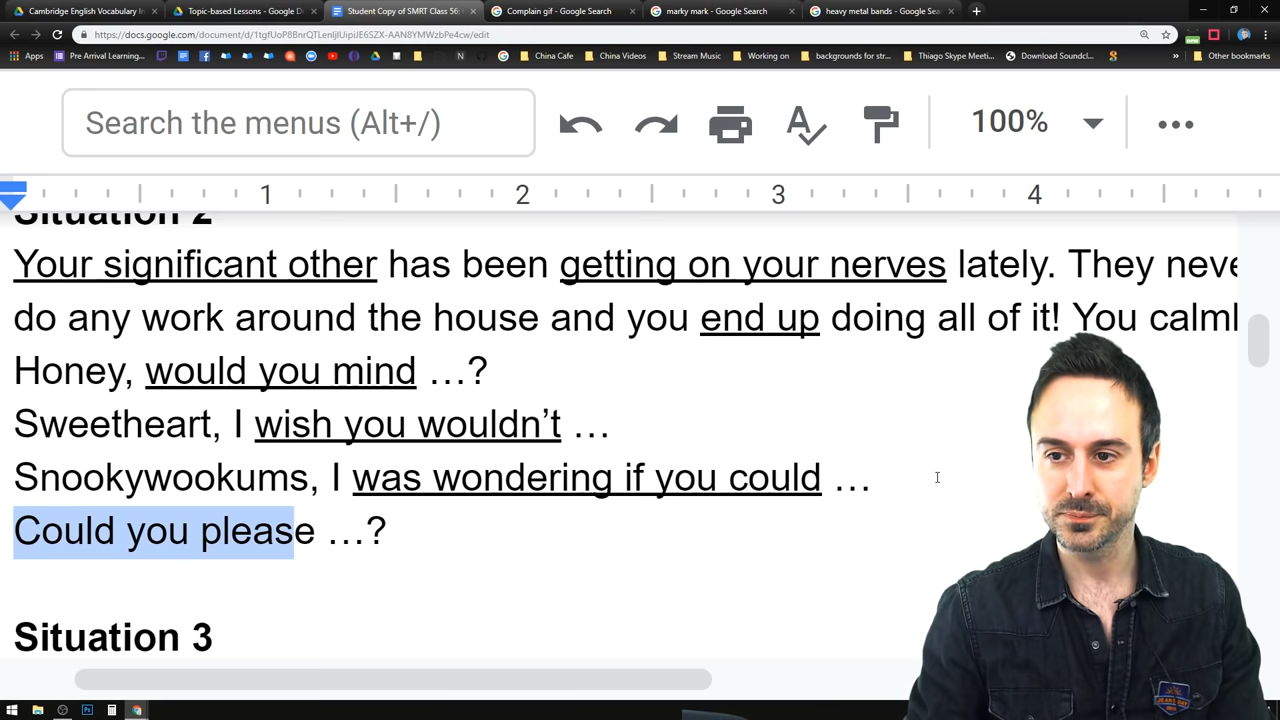 Cambridge English Vocabulary I
Topic-based Lessons - Google D
Student Copy of SMRT Class 56:
Complain gif - Google Search
marky mark - Google Search
heavy metal bands - Google Sea
Apps
Pre Arrival Learning...
China Cafe
China Videos
Stream Music
Working on
backgrounds for str...
Thiago Skype Meeti...
Download Soundcl...
Other bookmarks
Search the menus (Alt+/)
100%
1 2 3 4
Situation 2
Your significant other has been getting on your nerves lately. They neve
do any work around the house and you end up doing all of it! You calml
Honey, would you mind …?
Sweetheart, I wish you wouldn’t …
Snookywookums, I was wondering if you could …
Could you please …?
Situation 3